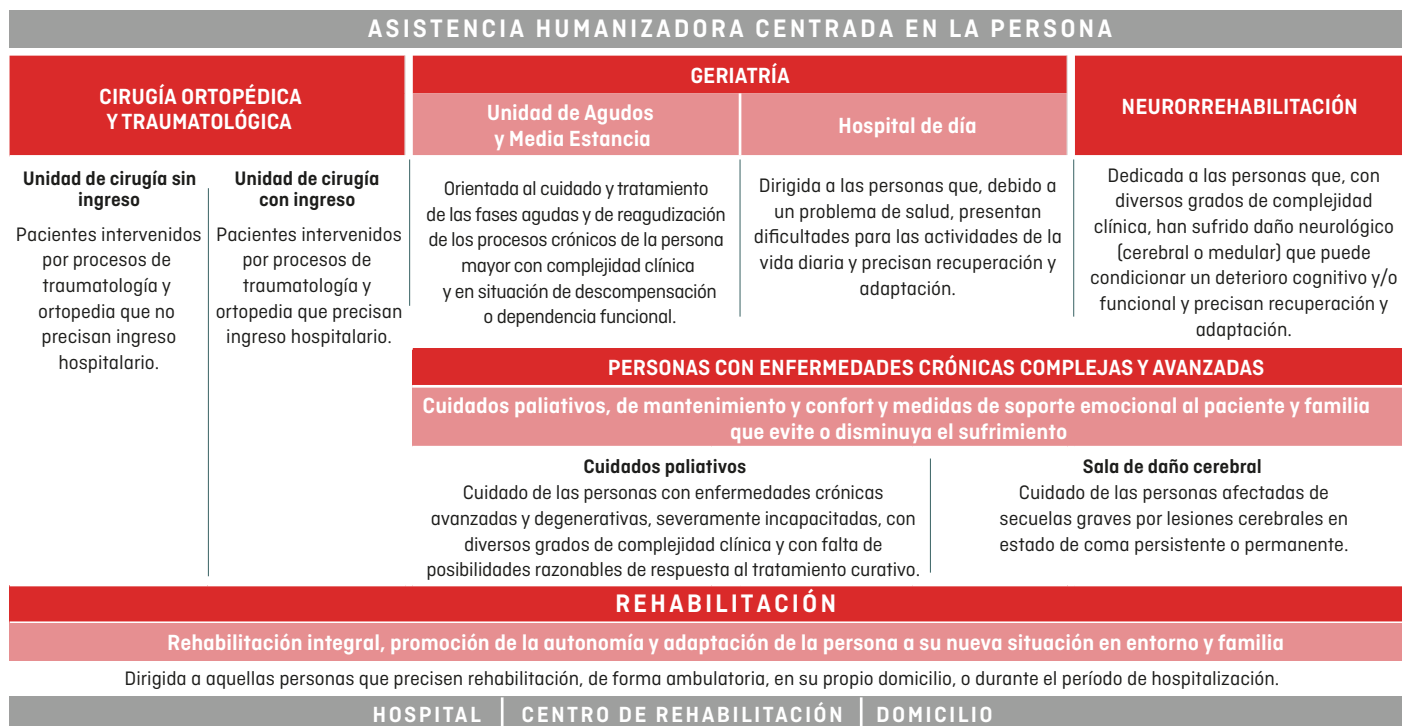 ASISTENCIA HUMANIZADORA CENTRADA EN LA PERSONA
CIRUGÍA ORTOPÉDICA
Y TRAUMATOLÓGICA
Unidad de cirugía sin
ingreso
Pacientes intervenidos
por procesos de
traumatología y
ortopedia que no
precisan ingreso
hospitalario.
Unidad de cirugía
con ingreso
Pacientes intervenidos
por procesos de
traumatología y
ortopedia que precisan
ingreso hospitalario.
GERIATRÍA
Unidad de Agudos
y Media Estancia
Orientada al cuidado y tratamiento
de las fases agudas y de reagudización
de los procesos crónicos de la persona
mayor con complejidad clínica
y en situación de descompensación
o dependencia funcional.
Hospital de día
Dirigida a las personas que, debido a
un problema de salud, presentan
dificultades para las actividades de la
vida diaria y precisan recuperación y
adaptación.
NEURORREHABILITACIÓN
Dedicada a las personas que, con
diversos grados de complejidad
clínica, han sufrido daño neurológico
(cerebral o medular) que puede
condicionar un deterioro cognitivo y/o
funcional y precisan recuperación y
adaptación.
PERSONAS CON ENFERMEDADES CRÓNICAS COMPLEJAS Y AVANZADAS
Cuidados paliativos, de mantenimiento y confort y medidas de soporte emocional al paciente y familia
que evite o disminuya el sufrimiento
Cuidados paliativos
Cuidado de las personas con enfermedades crónicas
avanzadas y degenerativas, severamente incapacitadas, con
diversos grados de complejidad clínica y con falta de
posibilidades razonables de respuesta al tratamiento curativo.
Sala de daño cerebral
Cuidado de las personas afectadas de
secuelas graves por lesiones cerebrales en
estado de coma persistente o permanente.
REHABILITACIÓN
Rehabilitación integral, promoción de la autonomía y adaptación de la persona a su nueva situación en entorno y familia
Dirigida a aquellas personas que precisen rehabilitación, de forma ambulatoria, en su propio domicilio, o durante el período de hospitalización.
HOSPITAL | CENTRO DE REHABILITACIÓN | DOMICILIO